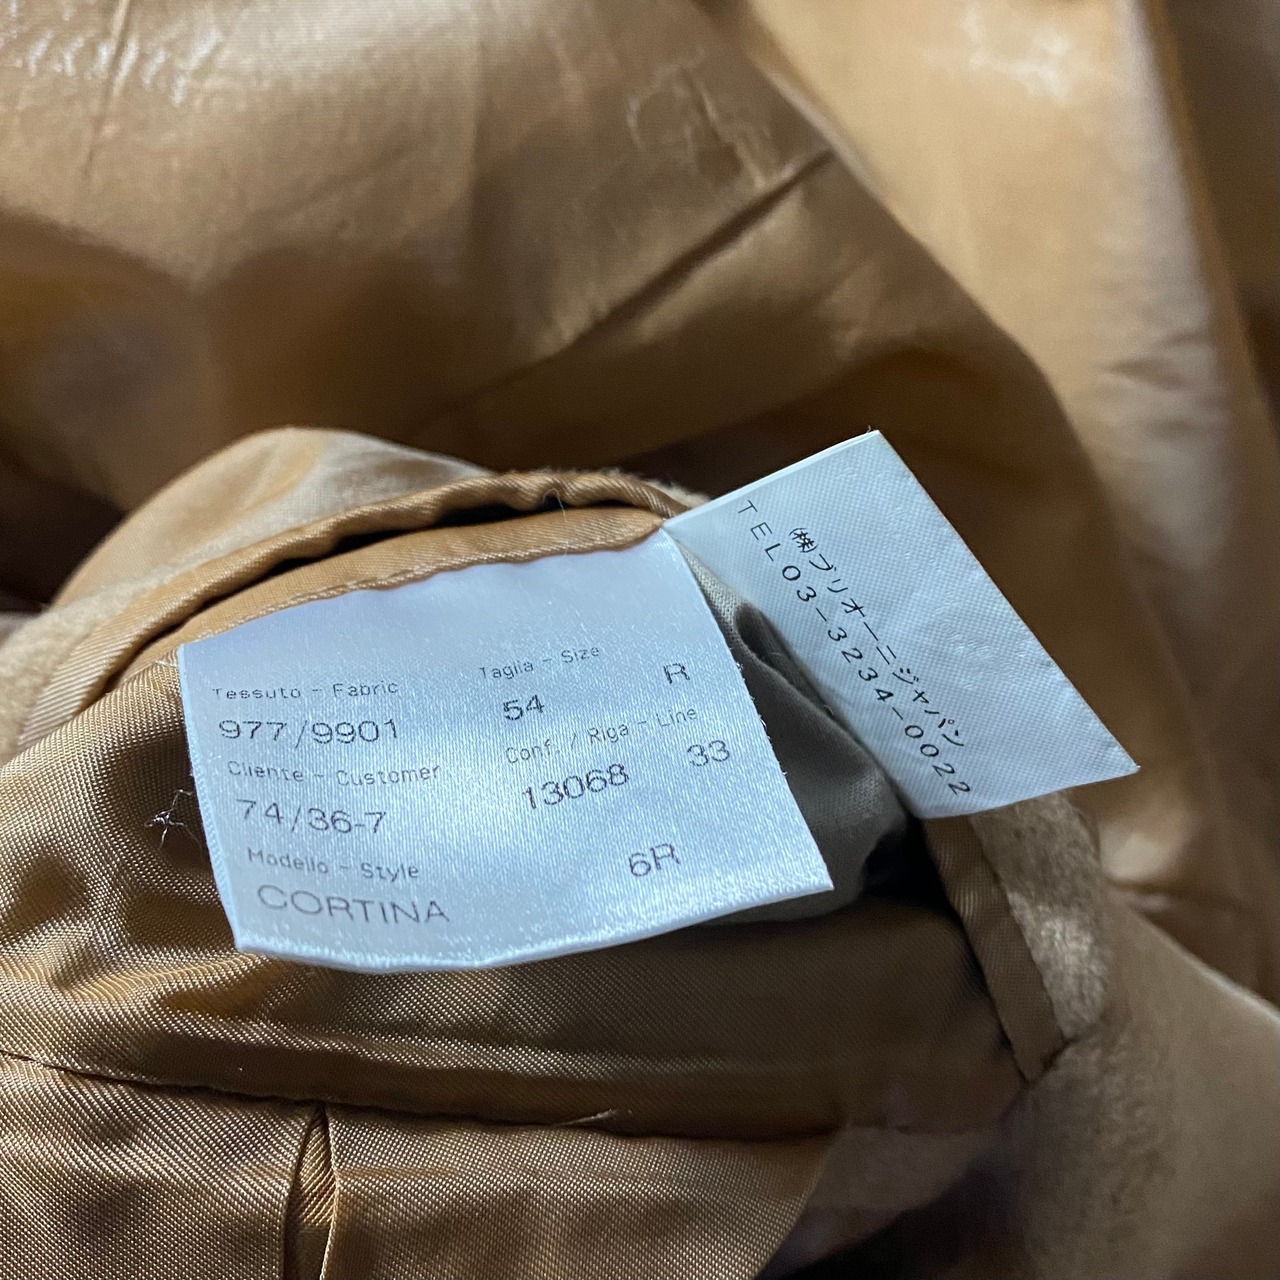 Tessuto - Fabric
977/9901
Cliente - Customer
74/36-7
Modello - Style
CORTINA
Taglia - Size
54 R
Conf. / Riga - Line
13068 33
6R
(株)ブリオーニジャパン
TEL03-3234-0022